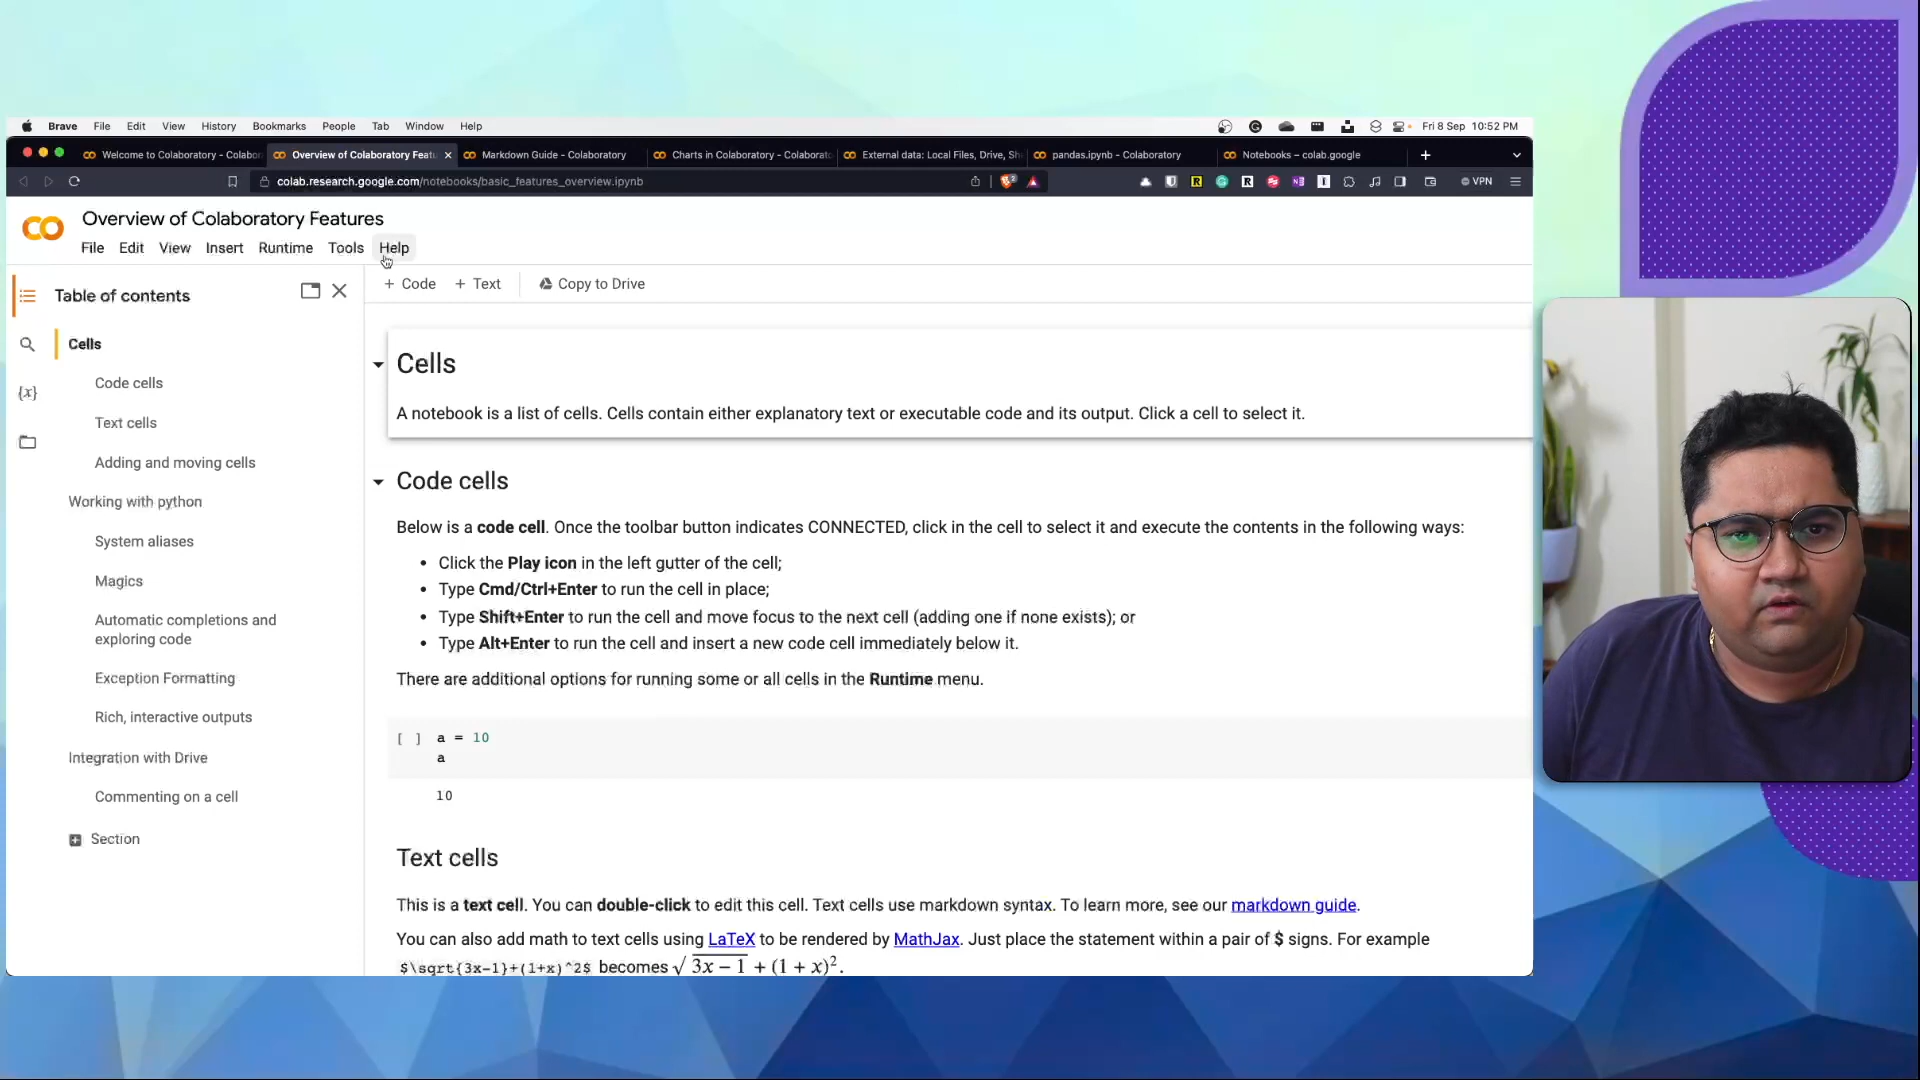 Brave File Edit View History Bookmarks People Tab Window Help
Fri 8 Sep 10:52 PM
Welcome to Colaboratory - Colabor
Overview of Colaboratory Featu
Markdown Guide - Colaboratory
Charts in Colaboratory - Colaborat
External data: Local Files, Drive, Sh
pandas.ipynb - Colaboratory
Notebooks – colab.google
colab.research.google.com/notebooks/basic_features_overview.ipynb
VPN
Overview of Colaboratory Features
File Edit View Insert Runtime Tools Help
Table of contents
+ Code + Text Copy to Drive
Cells
Code cells
Text cells
Adding and moving cells
Working with python
System aliases
Magics
Automatic completions and
exploring code
Exception Formatting
Rich, interactive outputs
Integration with Drive
Commenting on a cell
Section
Cells
A notebook is a list of cells. Cells contain either explanatory text or executable code and its output. Click a cell to select it.
Code cells
Below is a code cell. Once the toolbar button indicates CONNECTED, click in the cell to select it and execute the contents in the following ways:
• Click the Play icon in the left gutter of the cell;
• Type Cmd/Ctrl+Enter to run the cell in place;
• Type Shift+Enter to run the cell and move focus to the next cell (adding one if none exists); or
• Type Alt+Enter to run the cell and insert a new code cell immediately below it.
There are additional options for running some or all cells in the Runtime menu.
[ ] a = 10
a
10
Text cells
This is a text cell. You can double-click to edit this cell. Text cells use markdown syntax. To learn more, see our markdown guide.
You can also add math to text cells using LaTeX to be rendered by MathJax. Just place the statement within a pair of $ signs. For example
$\sqrt{3x-1}+(1+x)^2$ becomes √3x − 1 + (1 + x)².